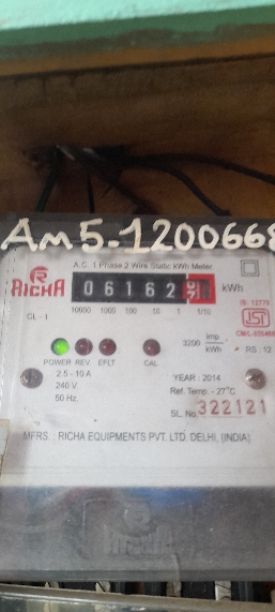 Am5-1200668
A.C. 1 Phase 2 Wire Static kWh Meter
RICHA
06162 kWh
10000 1000 100 10 1 1/10
IS: 13779
ISI
CL - 1
3200 imp kWh
RS : 12
POWER REV. EFLT CAL
2.5 - 10 A
240 V.
50 Hz.
YEAR : 2014
Ref. Temp. - 27°C
SL. No. 322121
MFRS. : RICHA EQUIPMENTS PVT. LTD. DELHI, (INDIA)
RICHA